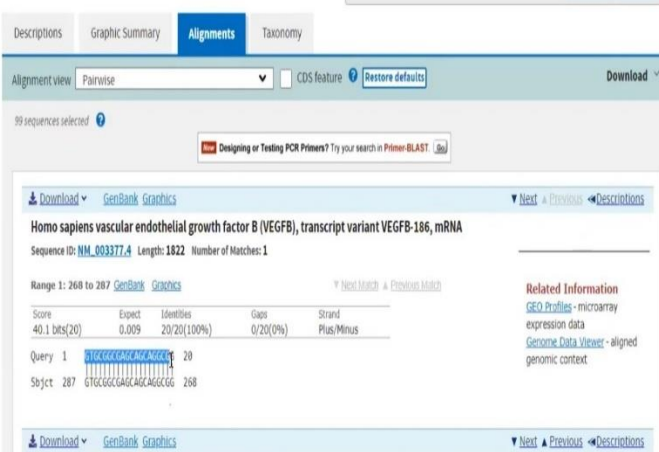 Descriptions Graphic Summary Alignments Taxonomy
Alignment view Pairwise CDS feature ? Restore defaults Download
99 sequences selected ?
New Designing or Testing PCR Primers? Try your search in Primer-BLAST. Go
Download GenBank Graphics Next Previous Descriptions
Homo sapiens vascular endothelial growth factor B (VEGFB), transcript variant VEGFB-186, mRNA
Sequence ID: NM_003377.4 Length: 1822 Number of Matches: 1
Range 1: 268 to 287 GenBank Graphics Next Match Previous Match
Score Expect Identities Gaps Strand
40.1 bits(20) 0.009 20/20(100%) 0/20(0%) Plus/Minus
Query 1 GTGCGGCGAGCAGCAGGCGG 20
Sbjct 287 GTGCGGCGAGCAGCAGGCGG 268
Related Information
GEO Profiles - microarray
expression data
Genome Data Viewer - aligned
genomic context
Download GenBank Graphics Next Previous Descriptions